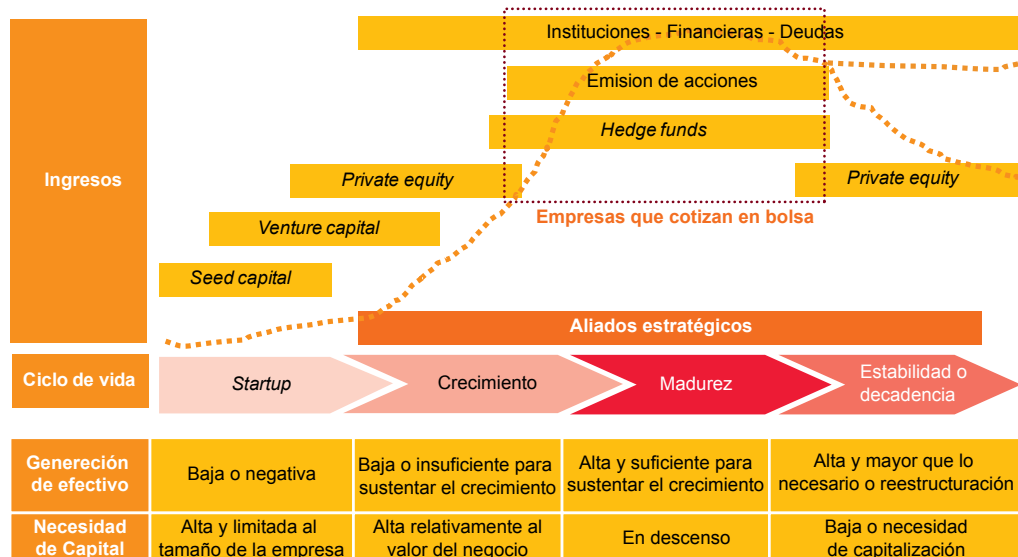 Instituciones - Financieras - Deudas
Emision de acciones
Hedge funds
Ingresos
Private equity
Private equity
Empresas que cotizan en bolsa
Venture capital
Seed capital
Aliados estratégicos
Ciclo de vida
Startup
Crecimiento
Madurez
Estabilidad o
decadencia
Genereción
de efectivo
Baja o negativa
Baja o insuficiente para
sustentar el crecimiento
Alta y suficiente para
sustentar el crecimiento
Alta y mayor que lo
necesario o reestructuración
Necesidad
de Capital
Alta y limitada al
tamaño de la empresa
Alta relativamente al
valor del negocio
En descenso
Baja o necesidad
de capitalización